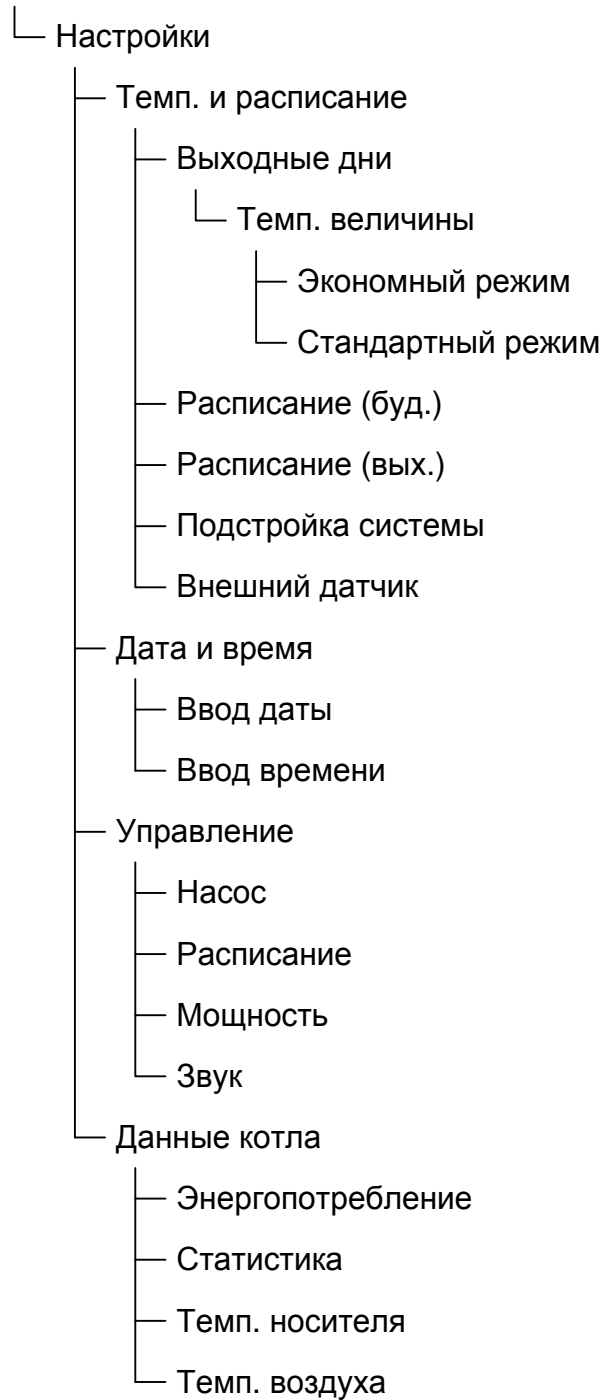 Настройки
Темп. и расписание
Выходные дни
Темп. величины
Экономный режим
Стандартный режим
Расписание (буд.)
Расписание (вых.)
Подстройка системы
Внешний датчик
Дата и время
Ввод даты
Ввод времени
Управление
Насос
Расписание
Мощность
Звук
Данные котла
Энергопотребление
Статистика
Темп. носителя
Темп. воздуха